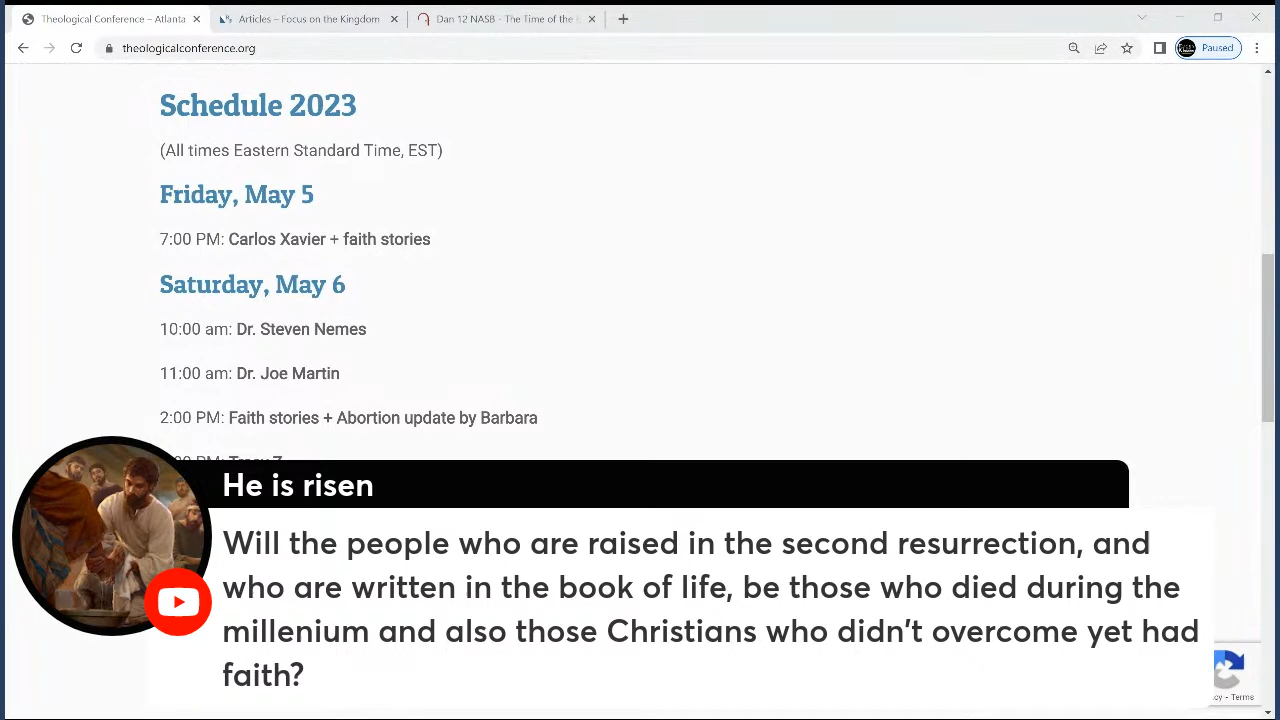 Theological Conference – Atlanta
Articles – Focus on the Kingdom
Dan 12 NASB - The Time of the E
theologicalconference.org
Paused
Schedule 2023
(All times Eastern Standard Time, EST)
Friday, May 5
7:00 PM: Carlos Xavier + faith stories
Saturday, May 6
10:00 am: Dr. Steven Nemes
11:00 am: Dr. Joe Martin
2:00 PM: Faith stories + Abortion update by Barbara
PM: Tracy Z
He is risen
Will the people who are raised in the second resurrection, and
who are written in the book of life, be those who died during the
millenium and also those Christians who didn't overcome yet had
faith?
- Terms